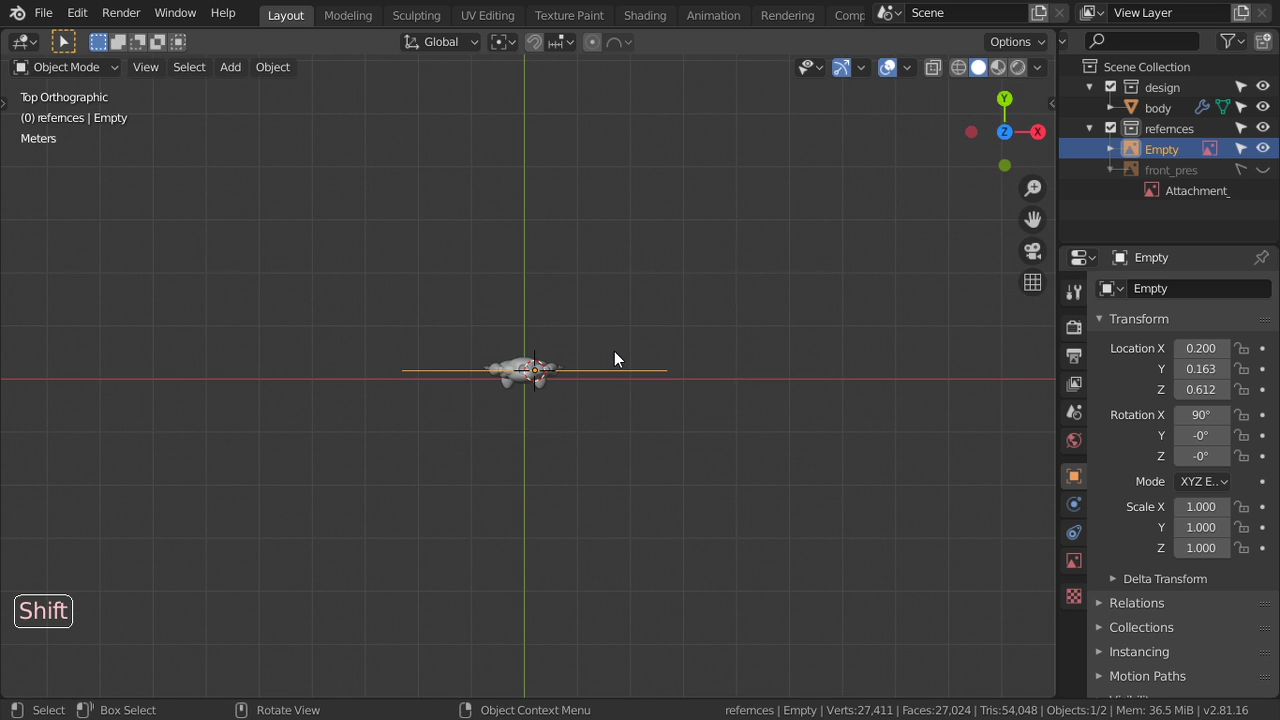 File Edit Render Window Help Layout Modeling Sculpting UV Editing Texture Paint Shading Animation Rendering Comp Scene View Layer
Global Options
Object Mode View Select Add Object
Scene Collection
Top Orthographic
(0) refernces | Empty
Meters
design
body
refernces
Empty
front_pres
Attachment_
Y
X
Z
Empty
Empty
Transform
Location X 0.200
Y 0.163
Z 0.612
Rotation X 90°
Y -0°
Z -0°
Mode XYZ E..
Scale X 1.000
Y 1.000
Z 1.000
Delta Transform
Relations
Collections
Instancing
Motion Paths
Shift
Select Box Select Rotate View Object Context Menu refernces | Empty | Verts:27,411 | Faces:27,024 | Tris:54,048 | Objects:1/2 | Mem: 36.5 MiB | v2.81.16